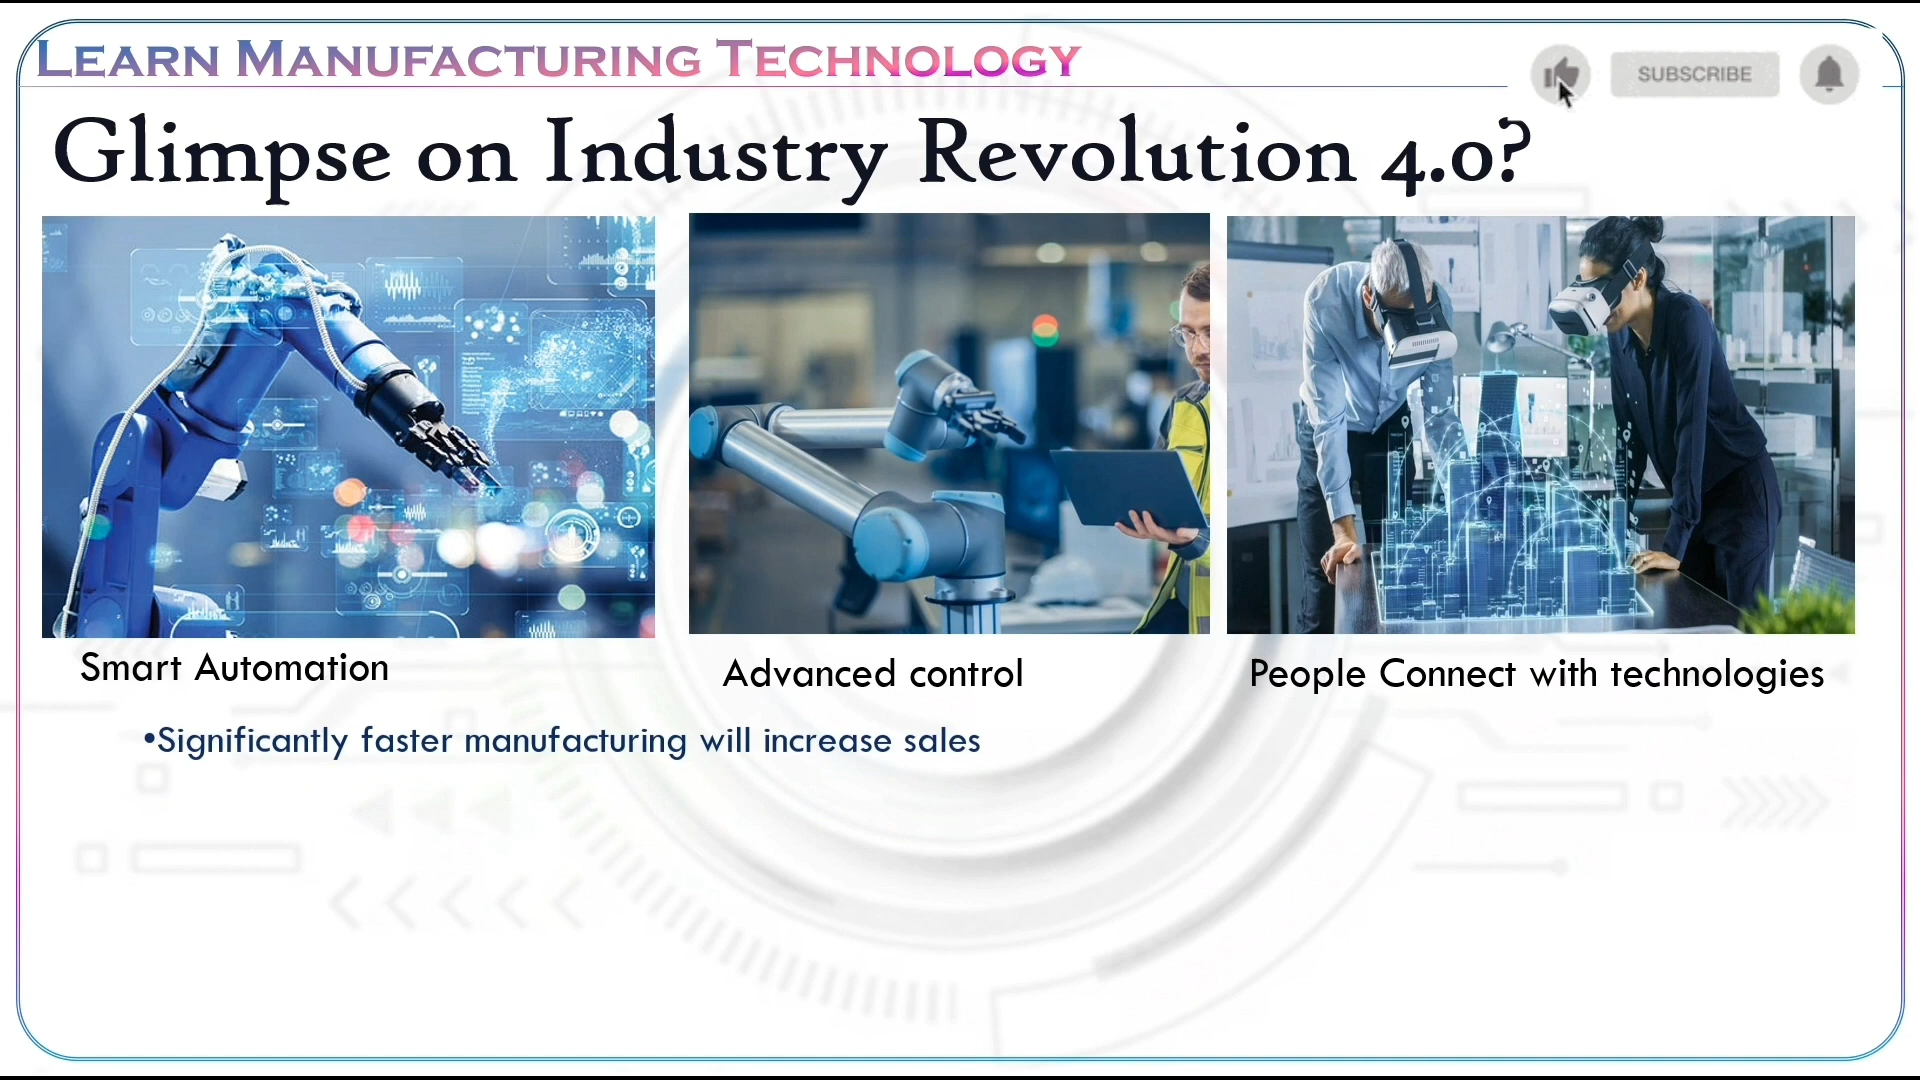 LEARN MANUFACTURING TECHNOLOGY
SUBSCRIBE
Glimpse on Industry Revolution 4.0?
Smart Automation
Advanced control
People Connect with technologies
•Significantly faster manufacturing will increase sales